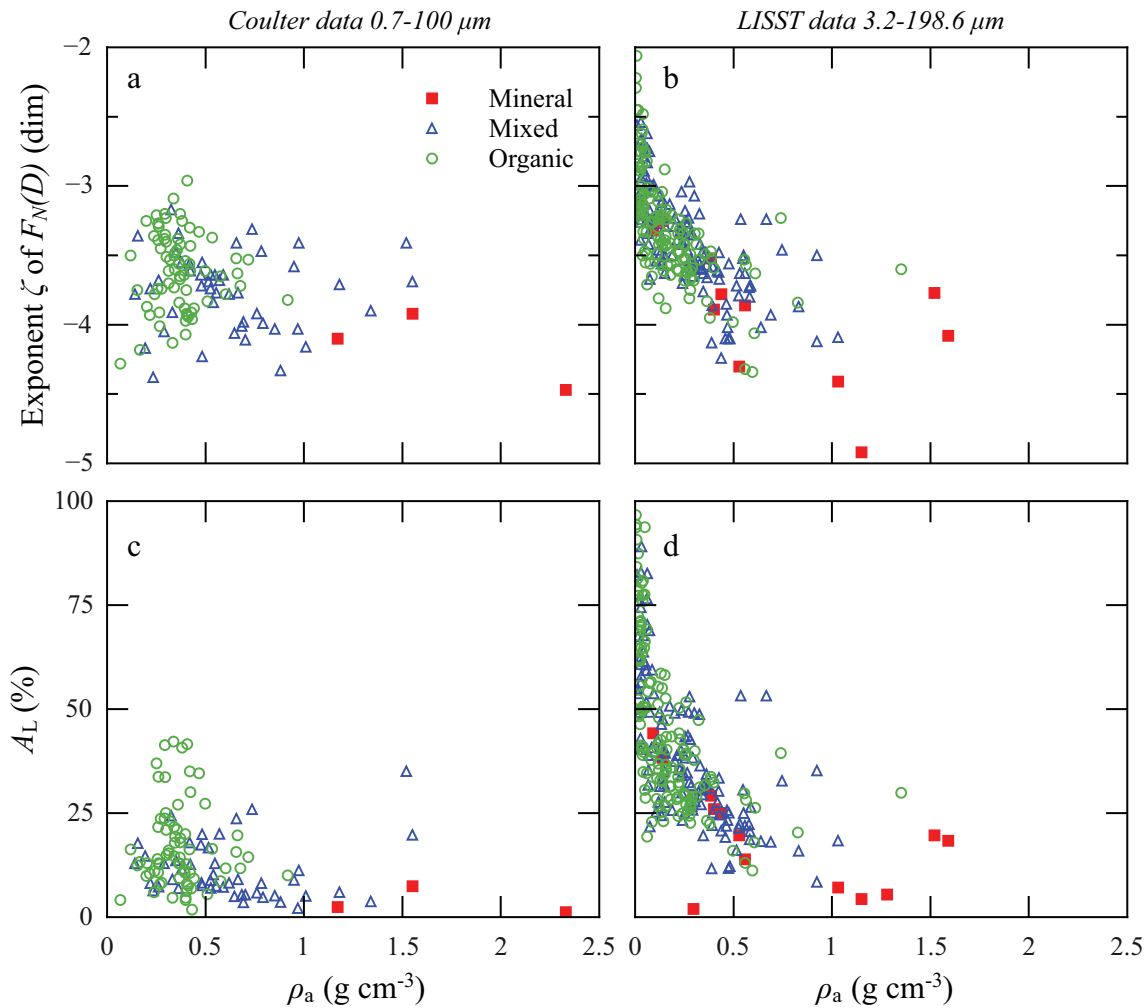 Coulter data 0.7-100 μm
LISST data 3.2-198.6 μm
Exponent ζ of F_N(D) (dim)
−2
−3
−4
−5
a
Mineral
Mixed
Organic
b
A_L (%)
100
75
50
25
0
c
d
0
0.5
1
1.5
2
2.5
0
0.5
1
1.5
2
2.5
ρ_a (g cm⁻³)
ρ_a (g cm⁻³)